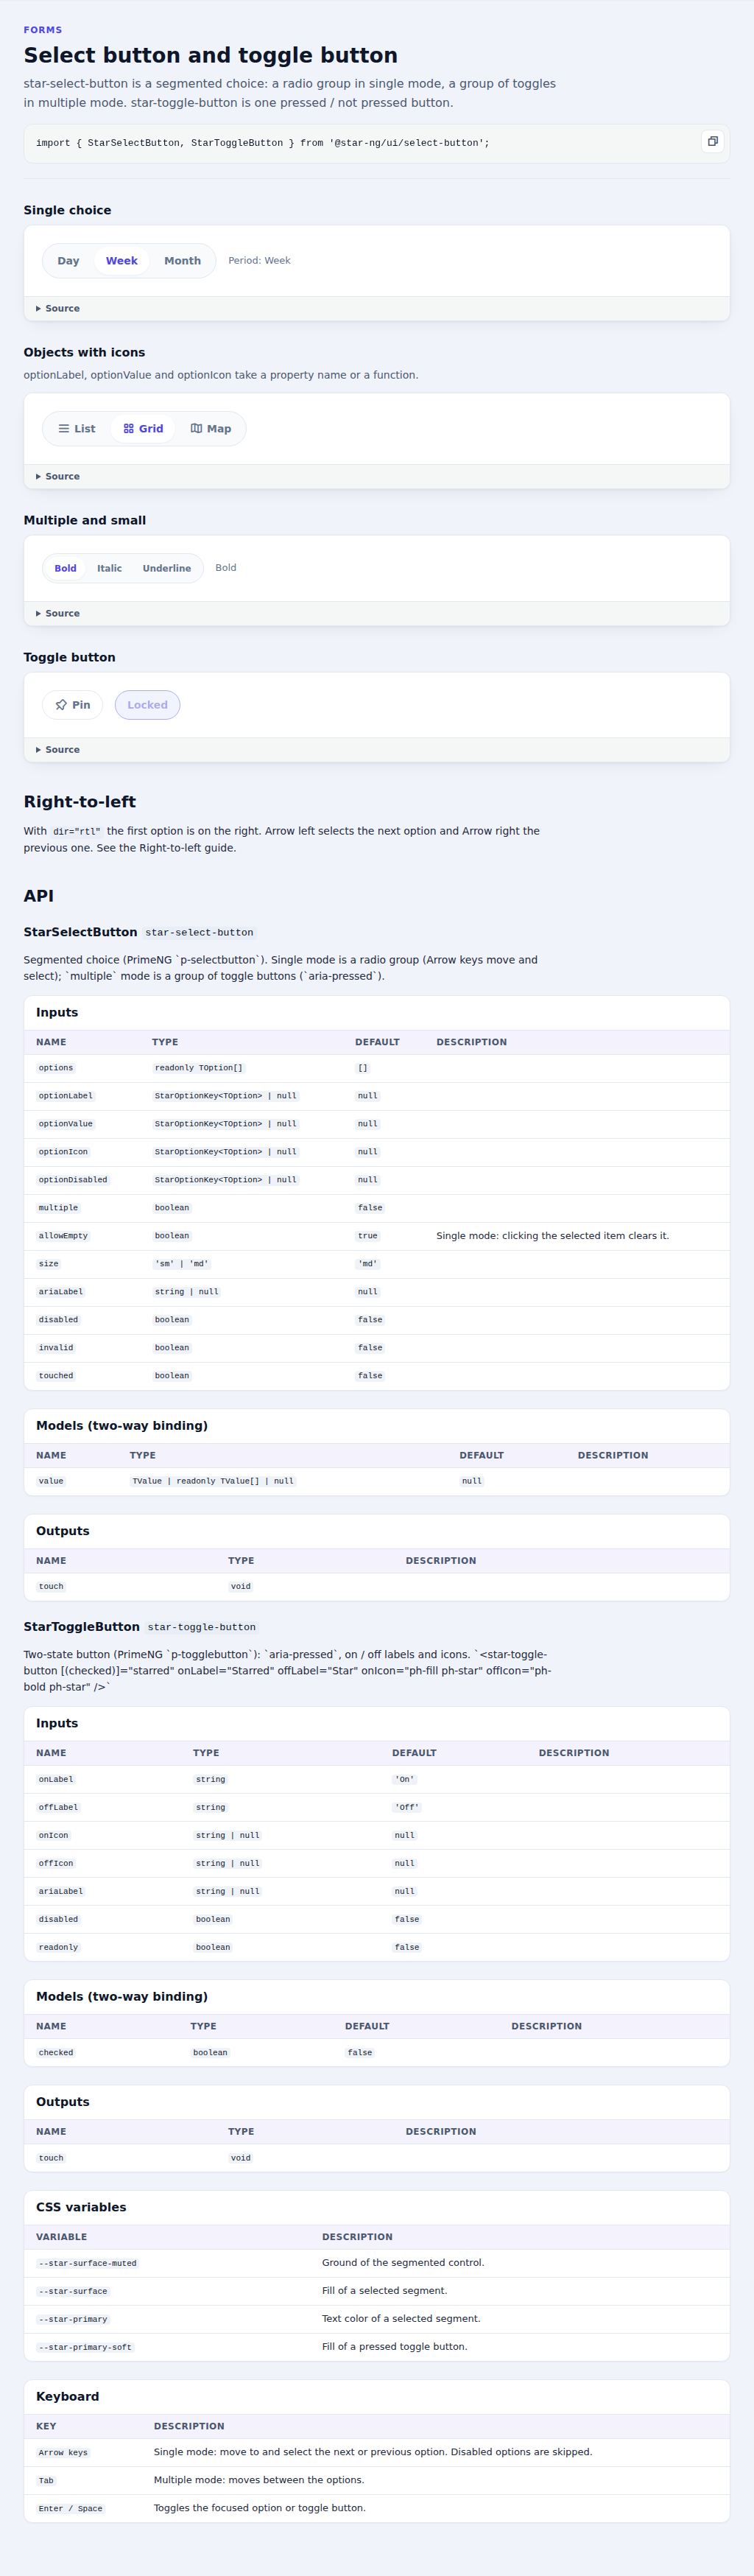 FORMS
Select button and toggle button
star-select-button is a segmented choice: a radio group in single mode, a group of toggles
in multiple mode. star-toggle-button is one pressed / not pressed button.
import { StarSelectButton, StarToggleButton } from '@star-ng/ui/select-button';
Single choice
Day Week Month Period: Week
Source
Objects with icons
optionLabel, optionValue and optionIcon take a property name or a function.
List Grid Map
Source
Multiple and small
Bold Italic Underline Bold
Source
Toggle button
Pin Locked
Source
Right-to-left
With dir="rtl" the first option is on the right. Arrow left selects the next option and Arrow right the
previous one. See the Right-to-left guide.
API
StarSelectButton star-select-button
Segmented choice (PrimeNG `p-selectbutton`). Single mode is a radio group (Arrow keys move and
select); `multiple` mode is a group of toggle buttons (`aria-pressed`).
Inputs
NAME TYPE DEFAULT DESCRIPTION
options readonly TOption[] []
optionLabel StarOptionKey<TOption> | null null
optionValue StarOptionKey<TOption> | null null
optionIcon StarOptionKey<TOption> | null null
optionDisabled StarOptionKey<TOption> | null null
multiple boolean false
allowEmpty boolean true Single mode: clicking the selected item clears it.
size 'sm' | 'md' 'md'
ariaLabel string | null null
disabled boolean false
invalid boolean false
touched boolean false
Models (two-way binding)
NAME TYPE DEFAULT DESCRIPTION
value TValue | readonly TValue[] | null null
Outputs
NAME TYPE DESCRIPTION
touch void
StarToggleButton star-toggle-button
Two-state button (PrimeNG `p-togglebutton`): `aria-pressed`, on / off labels and icons. `<star-toggle-
button [(checked)]="starred" onLabel="Starred" offLabel="Star" onIcon="ph-fill ph-star" offIcon="ph-
bold ph-star" />`
Inputs
NAME TYPE DEFAULT DESCRIPTION
onLabel string 'On'
offLabel string 'Off'
onIcon string | null null
offIcon string | null null
ariaLabel string | null null
disabled boolean false
readonly boolean false
Models (two-way binding)
NAME TYPE DEFAULT DESCRIPTION
checked boolean false
Outputs
NAME TYPE DESCRIPTION
touch void
CSS variables
VARIABLE DESCRIPTION
--star-surface-muted Ground of the segmented control.
--star-surface Fill of a selected segment.
--star-primary Text color of a selected segment.
--star-primary-soft Fill of a pressed toggle button.
Keyboard
KEY DESCRIPTION
Arrow keys Single mode: move to and select the next or previous option. Disabled options are skipped.
Tab Multiple mode: moves between the options.
Enter / Space Toggles the focused option or toggle button.